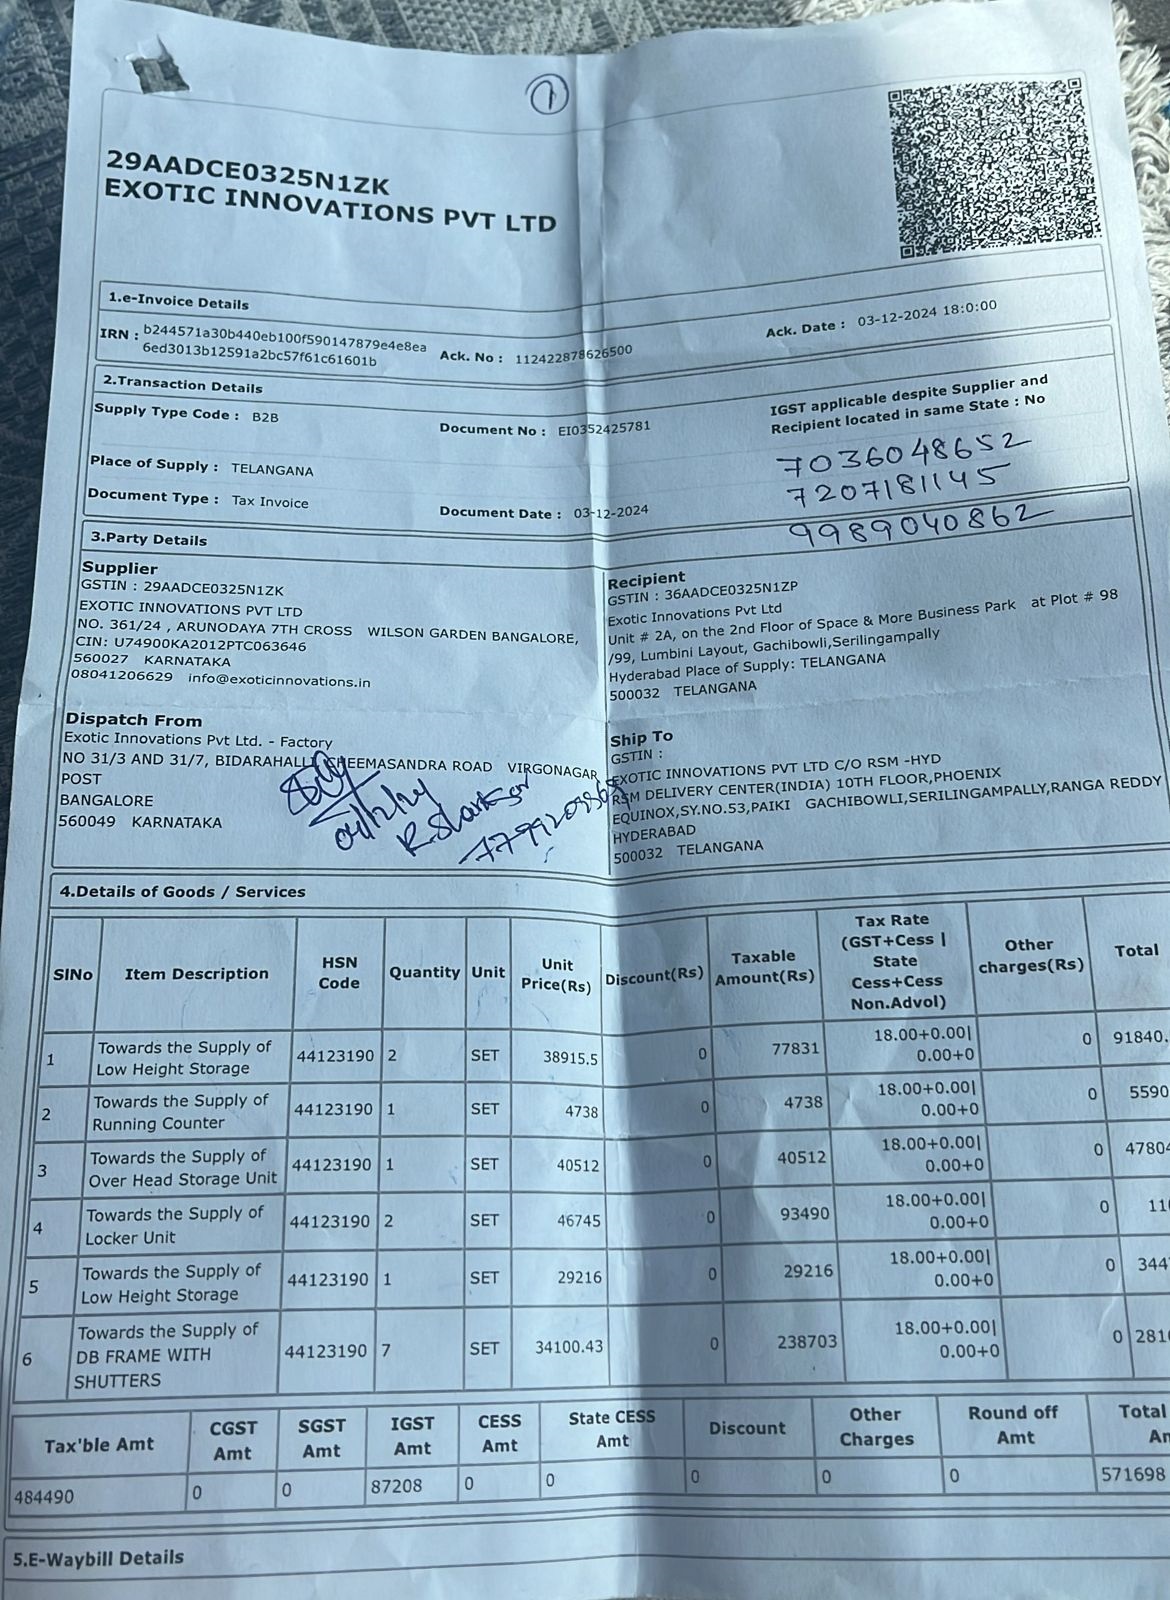 1
29AADCE0325N1ZK
EXOTIC INNOVATIONS PVT LTD
1.e-Invoice Details
IRN : b244571a30b440eb100f590147879e4e8ea
6ed3013b12591a2bc57f61c61601b
Ack. No : 112422878626500
Ack. Date : 03-12-2024 18:0:00
2.Transaction Details
Supply Type Code : B2B
Document No : EI0352425781
IGST applicable despite Supplier and
Recipient located in same State : No
7036048652
7207181145
9989040862
Place of Supply : TELANGANA
Document Type : Tax Invoice
Document Date : 03-12-2024
3.Party Details
Supplier
GSTIN : 29AADCE0325N1ZK
EXOTIC INNOVATIONS PVT LTD
NO. 361/24 , ARUNODAYA 7TH CROSS WILSON GARDEN BANGALORE,
CIN: U74900KA2012PTC063646
560027 KARNATAKA
08041206629 info@exoticinnovations.in
Recipient
GSTIN : 36AADCE0325N1ZP
Exotic Innovations Pvt Ltd
Unit # 2A, on the 2nd Floor of Space & More Business Park at Plot # 98
/99, Lumbini Layout, Gachibowli,Serilingampally
Hyderabad Place of Supply: TELANGANA
500032 TELANGANA
Dispatch From
Exotic Innovations Pvt Ltd. - Factory
NO 31/3 AND 31/7, BIDARAHALLI, CHEEMASANDRA ROAD VIRGONAGAR
POST
BANGALORE
560049 KARNATAKA
Ship To
GSTIN :
EXOTIC INNOVATIONS PVT LTD C/O RSM -HYD
RSM DELIVERY CENTER(INDIA) 10TH FLOOR,PHOENIX
EQUINOX,SY.NO.53,PAIKI GACHIBOWLI,SERILINGAMPALLY,RANGA REDDY
HYDERABAD
500032 TELANGANA
4.Details of Goods / Services
SlNo Item Description HSN Code Quantity Unit Unit Price(Rs) Discount(Rs) Taxable Amount(Rs) Tax Rate (GST+Cess | State Cess+Cess Non.Advol) Other charges(Rs) Total
1 Towards the Supply of Low Height Storage 44123190 2 SET 38915.5 0 77831 18.00+0.00| 0.00+0 0 91840.
2 Towards the Supply of Running Counter 44123190 1 SET 4738 0 4738 18.00+0.00| 0.00+0 0 5590
3 Towards the Supply of Over Head Storage Unit 44123190 1 SET 40512 0 40512 18.00+0.00| 0.00+0 0 47804
4 Towards the Supply of Locker Unit 44123190 2 SET 46745 0 93490 18.00+0.00| 0.00+0 0 11
5 Towards the Supply of Low Height Storage 44123190 1 SET 29216 0 29216 18.00+0.00| 0.00+0 0 344
6 Towards the Supply of DB FRAME WITH SHUTTERS 44123190 7 SET 34100.43 0 238703 18.00+0.00| 0.00+0 0 281
Tax'ble Amt CGST Amt SGST Amt IGST Amt CESS Amt State CESS Amt Discount Other Charges Round off Amt Total
484490 0 0 87208 0 0 0 0 0 571698
5.E-Waybill Details